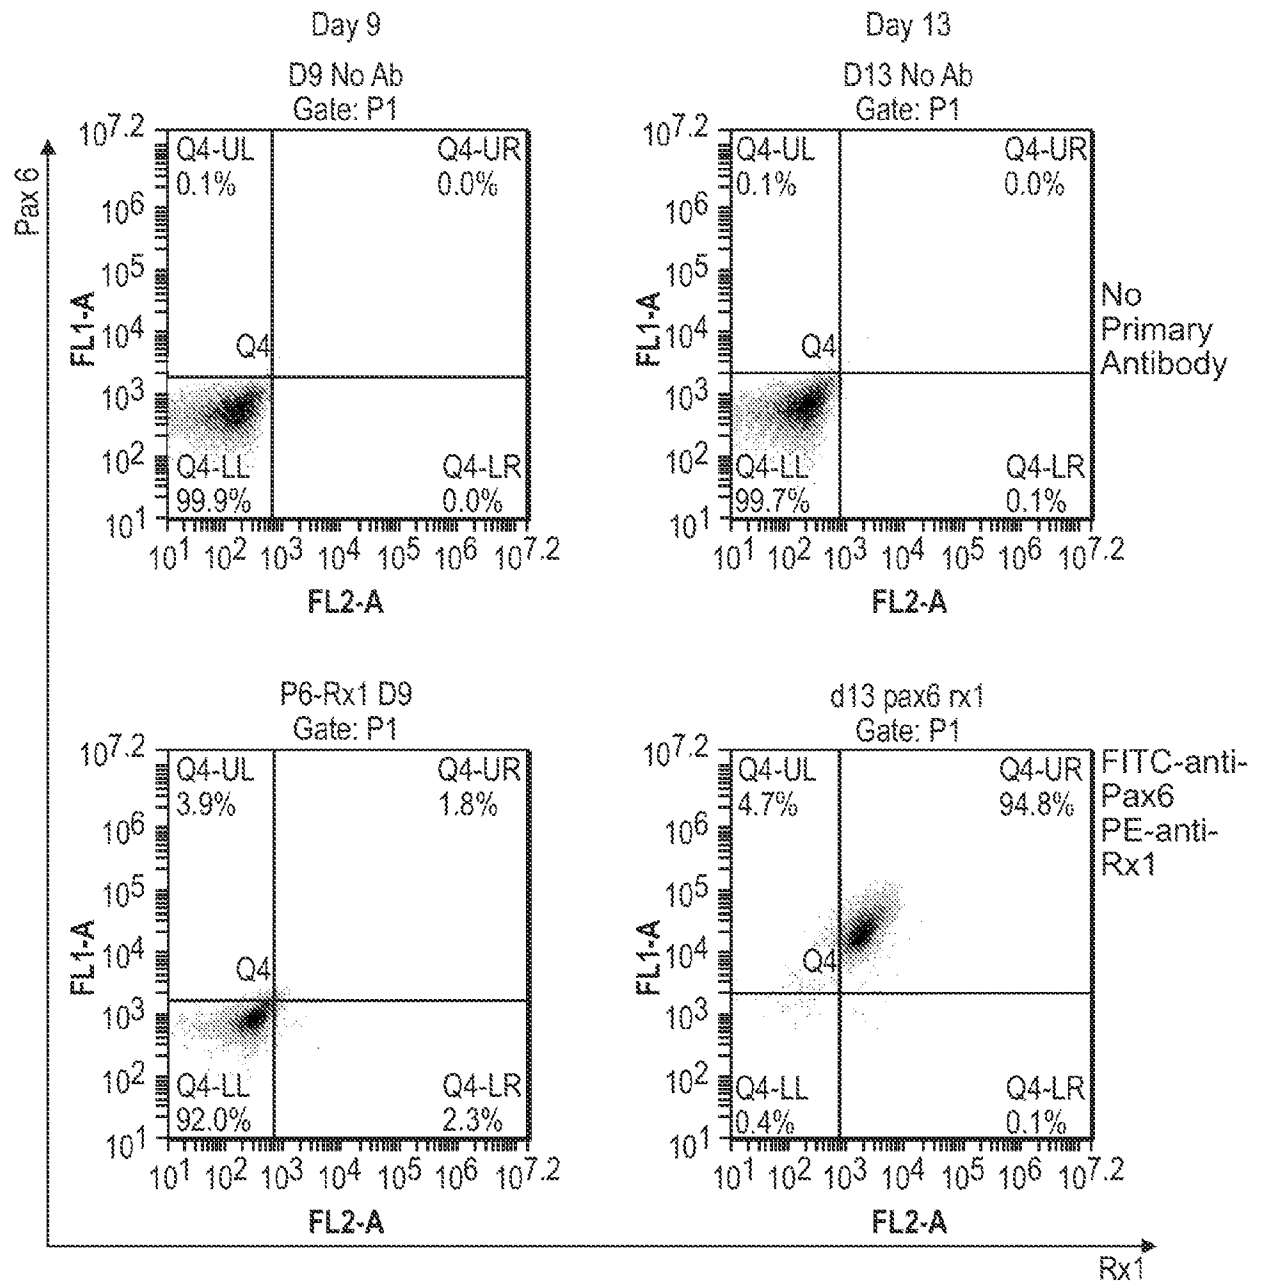 Day 9
Day 13
D9 No Ab
Gate: P1
D13 No Ab
Gate: P1
Pax 6
10^7.2
10^6
10^5
10^4
10^3
10^2
10^1
FL1-A
Q4-UL
0.1%
Q4-UR
0.0%
Q4
Q4-LL
99.9%
Q4-LR
0.0%
10^1 10^2 10^3 10^4 10^5 10^6 10^7.2
FL2-A
10^7.2
10^6
10^5
10^4
10^3
10^2
10^1
FL1-A
Q4-UL
0.1%
Q4-UR
0.0%
Q4
Q4-LL
99.7%
Q4-LR
0.1%
10^1 10^2 10^3 10^4 10^5 10^6 10^7.2
FL2-A
No
Primary
Antibody
P6-Rx1 D9
Gate: P1
10^7.2
10^6
10^5
10^4
10^3
10^2
10^1
FL1-A
Q4-UL
3.9%
Q4-UR
1.8%
Q4
Q4-LL
92.0%
Q4-LR
2.3%
10^1 10^2 10^3 10^4 10^5 10^6 10^7.2
FL2-A
d13 pax6 rx1
Gate: P1
10^7.2
10^6
10^5
10^4
10^3
10^2
10^1
FL1-A
Q4-UL
4.7%
Q4-UR
94.8%
Q4
Q4-LL
0.4%
Q4-LR
0.1%
10^1 10^2 10^3 10^4 10^5 10^6 10^7.2
FL2-A
FITC-anti-
Pax6
PE-anti-
Rx1
Rx1